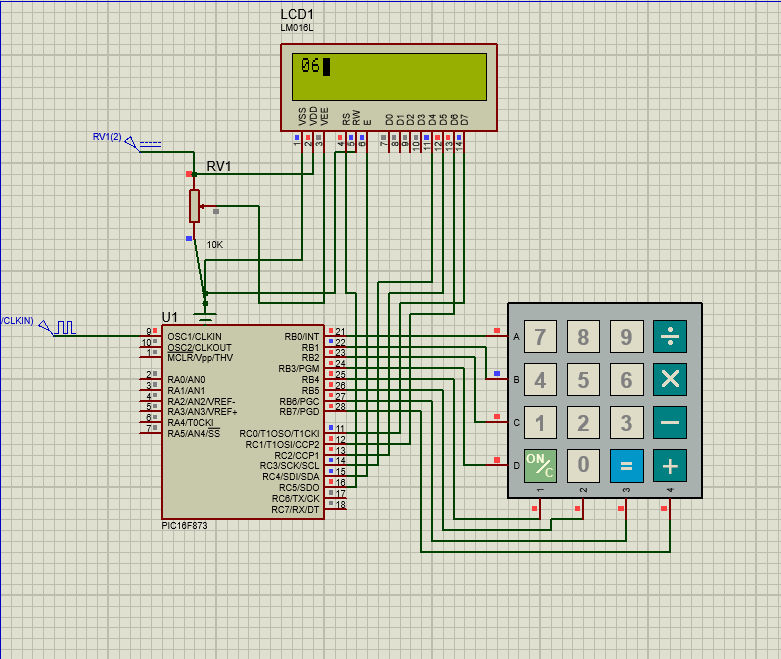 LCD1
LM016L
06
VSS
VDD
VEE
RS
RW
E
D0
D1
D2
D3
D4
D5
D6
D7
1
2
3
4
5
6
7
8
9
10
11
12
13
14
RV1(2)
RV1
10K
/CLKIN)
U1
9 OSC1/CLKIN RB0/INT 21
10 OSC2/CLKOUT RB1 22
1 MCLR/Vpp/THV RB2 23
RB3/PGM 24
2 RA0/AN0 RB4 25
3 RA1/AN1 RB5 26
4 RA2/AN2/VREF- RB6/PGC 27
5 RA3/AN3/VREF+ RB7/PGD 28
6 RA4/T0CKI
7 RA5/AN4/SS RC0/T1OSO/T1CKI 11
RC1/T1OSI/CCP2 12
RC2/CCP1 13
RC3/SCK/SCL 14
RC4/SDI/SDA 15
RC5/SDO 16
RC6/TX/CK 17
RC7/RX/DT 18
PIC16F873
A 7 8 9 ÷
B 4 5 6 ×
C 1 2 3 −
D ON/C 0 = +
1 2 3 4